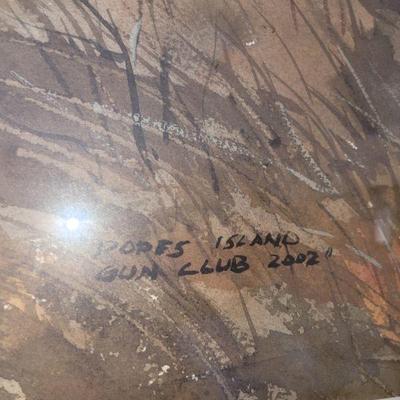 POPES ISLAND
GUN CLUB 2002"